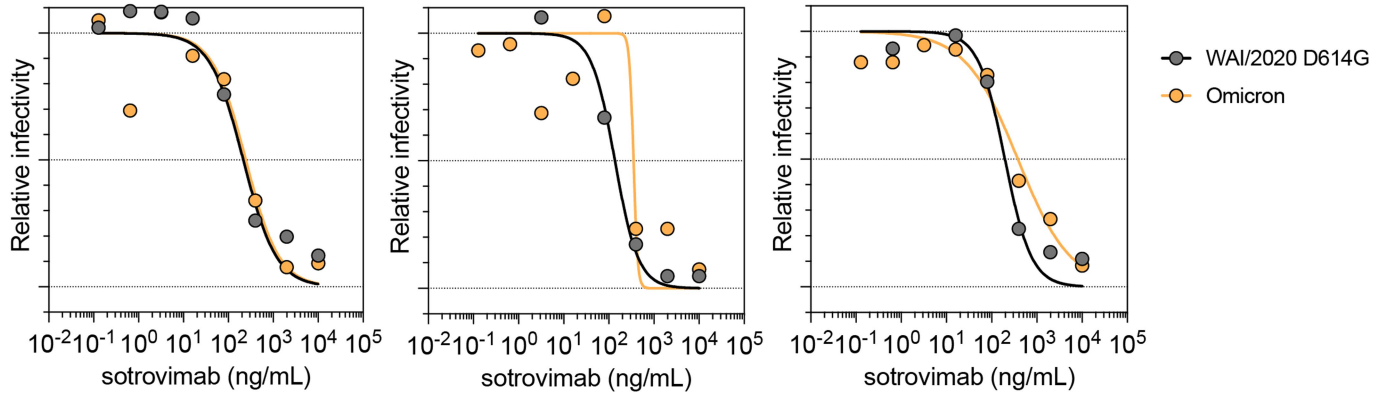 Relative infectivity
10-2 10-1 100 101 102 103 104 105
sotrovimab (ng/mL)
Relative infectivity
10-2 10-1 100 101 102 103 104 105
sotrovimab (ng/mL)
Relative infectivity
10-2 10-1 100 101 102 103 104 105
sotrovimab (ng/mL)
WAI/2020 D614G
Omicron